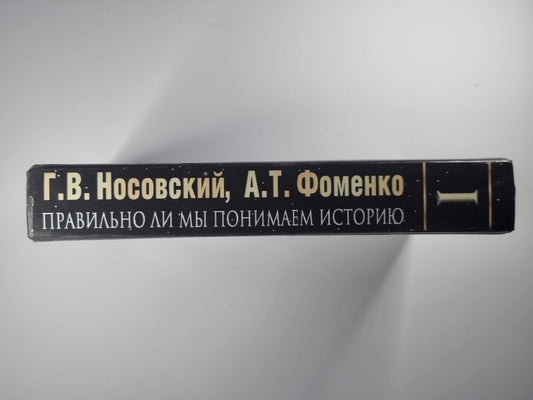 Г.В. Носовский, А.Т. Фоменко
ПРАВИЛЬНО ЛИ МЫ ПОНИМАЕМ ИСТОРИЮ
I